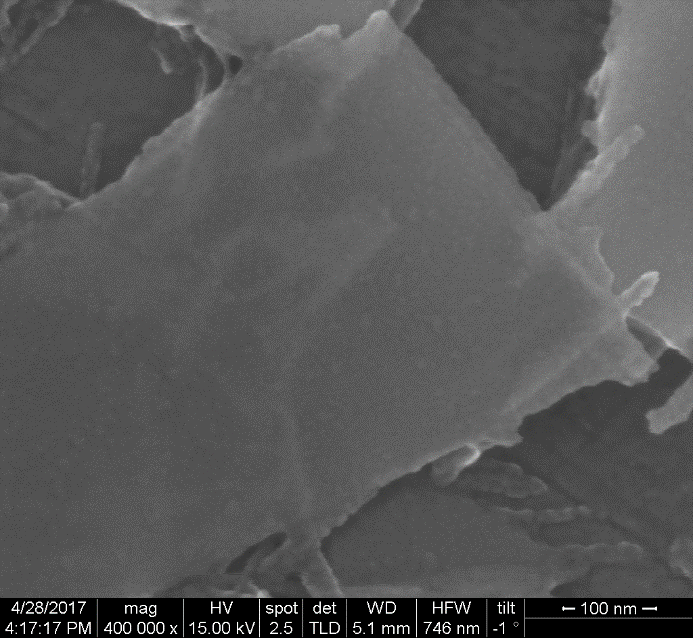 4/28/2017 mag HV spot det WD HFW tilt
4:17:17 PM 400 000 x 15.00 kV 2.5 TLD 5.1 mm 746 nm -1 ° 100 nm